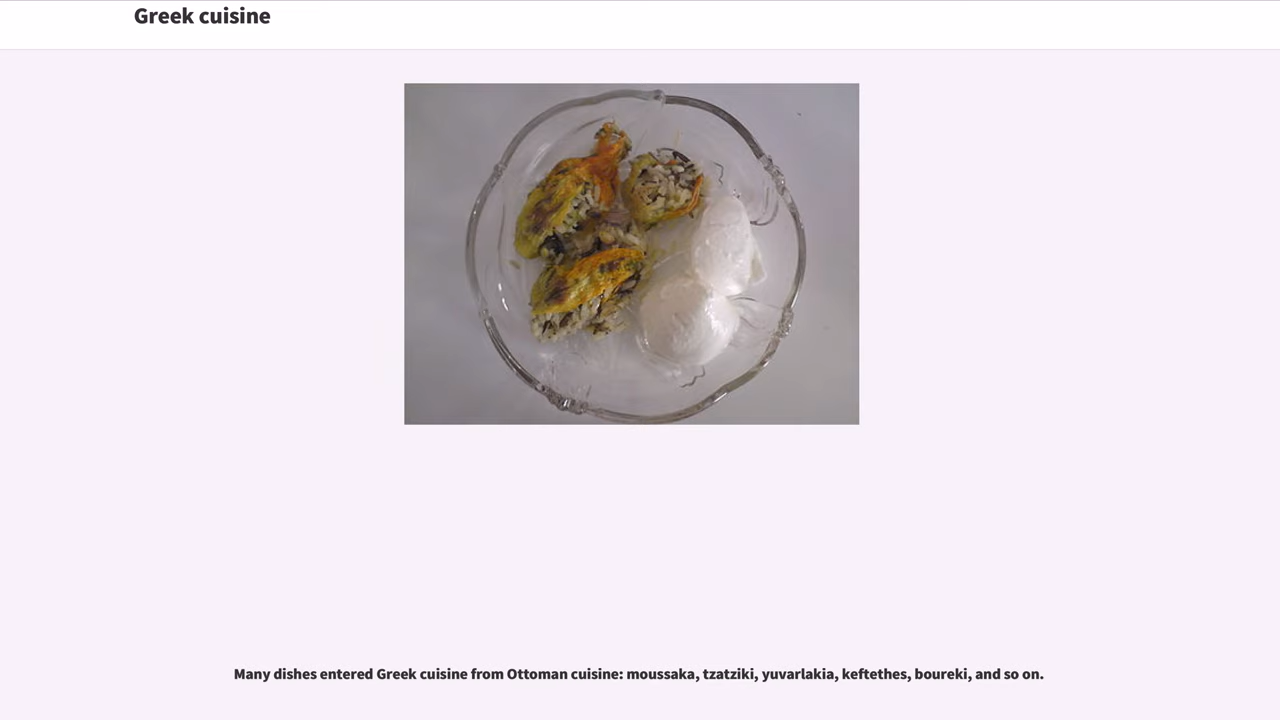 Greek cuisine
Many dishes entered Greek cuisine from Ottoman cuisine: moussaka, tzatziki, yuvarlakia, keftethes, boureki, and so on.